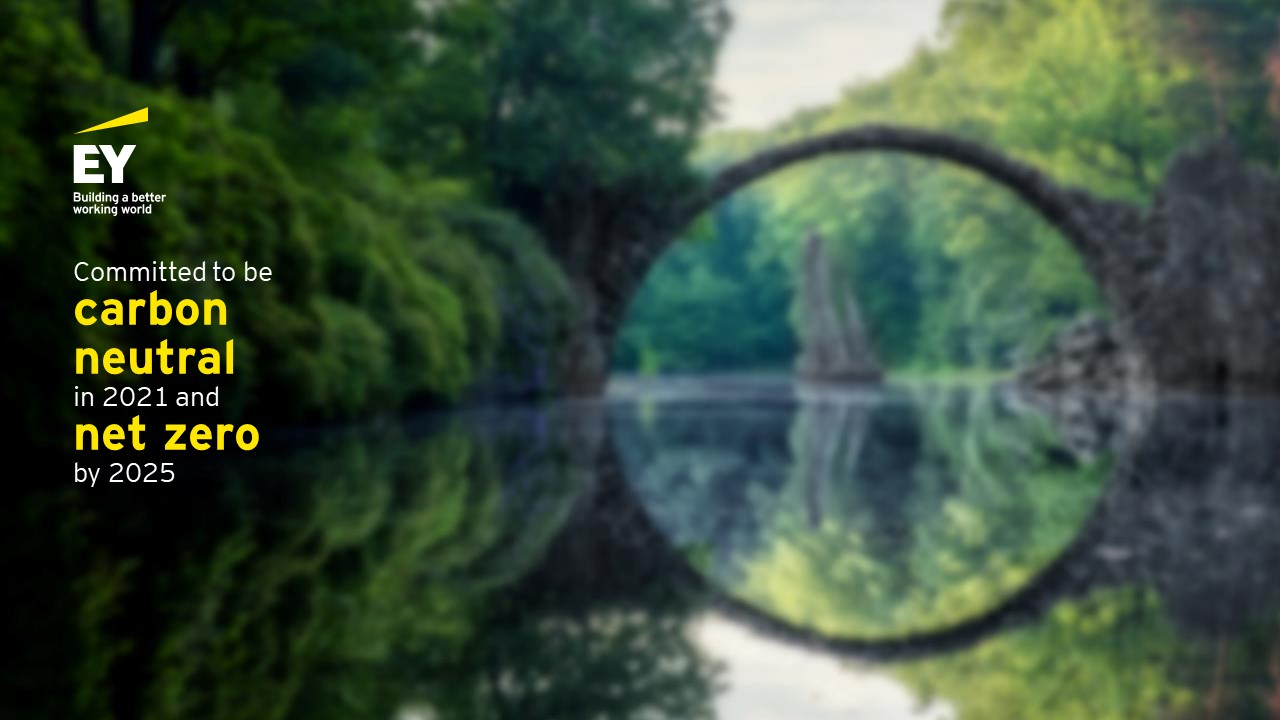 EY
Building a better
working world
Committed to be
carbon
neutral
in 2021 and
net zero
by 2025